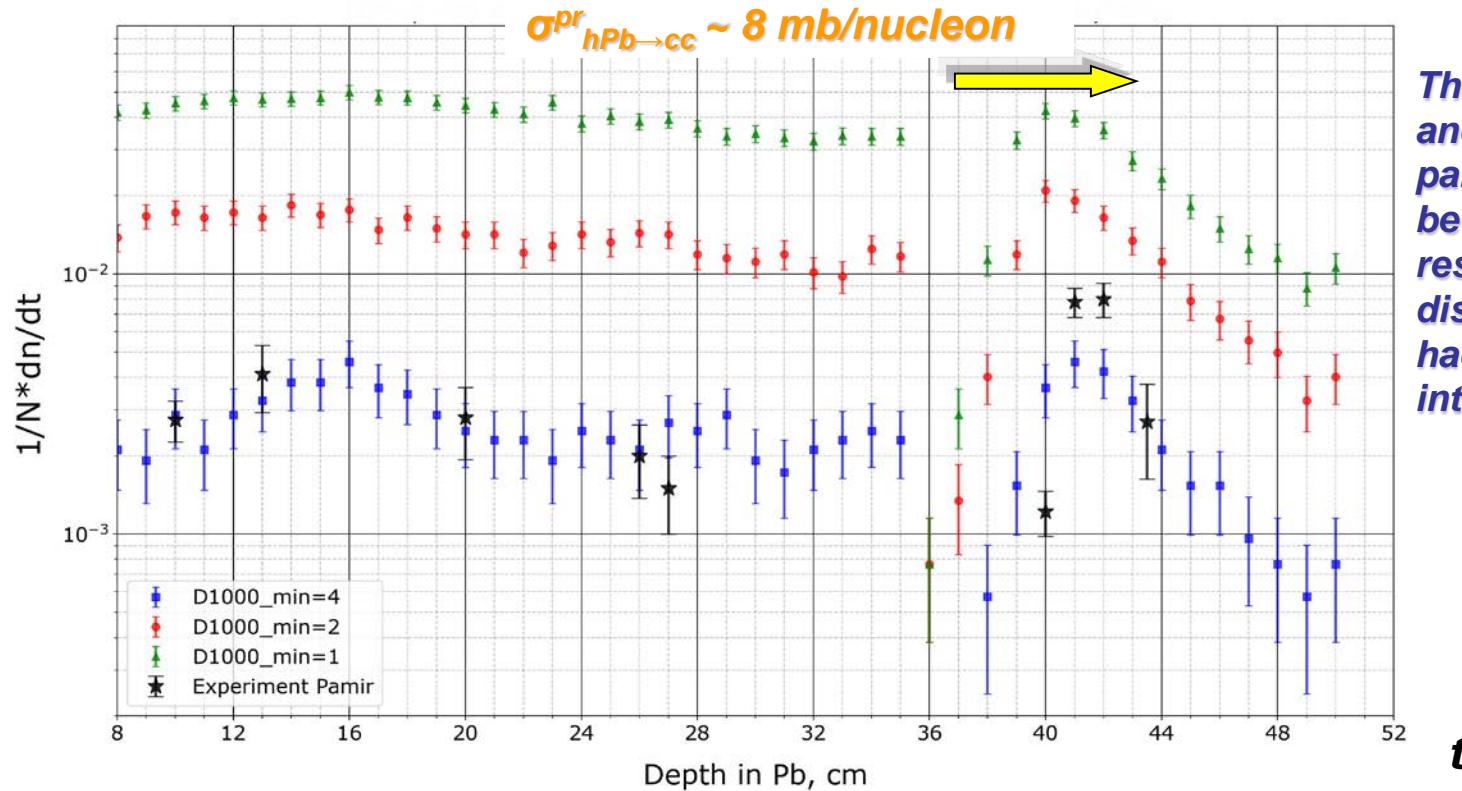 σ^pr_hPb→cc ~ 8 mb/nucleon
10⁻²
10⁻³
1/N*dn/dt
D1000_min=4
D1000_min=2
D1000_min=1
Experiment Pamir
8 12 16 20 24 28 32 36 40 44 48 52
Depth in Pb, cm